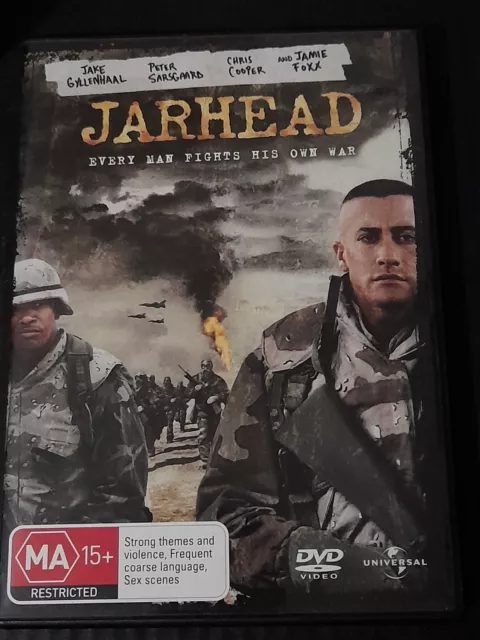 JAKE GYLLENHAAL PETER SARSGAARD CHRIS COOPER AND JAMIE FOXX
JARHEAD
EVERY MAN FIGHTS HIS OWN WAR
MA 15+
RESTRICTED
Strong themes and
violence, Frequent
coarse language,
Sex scenes
DVD
VIDEO
UNIVERSAL